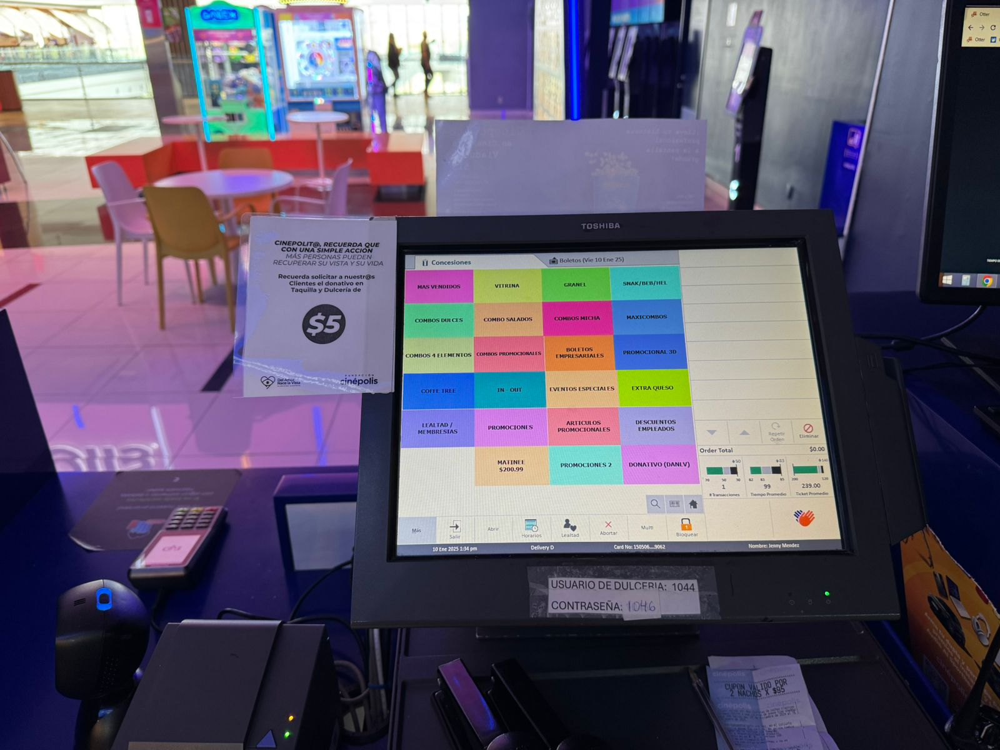 TOSHIBA
CINEPOLIT@, RECUERDA QUE
CON UNA SIMPLE ACCIÓN
MÁS PERSONAS PUEDEN
RECUPERAR SU VISTA Y SU VIDA
Recuerda solicitar a nuestr@s
Clientes el donativo en
Taquilla y Dulcería de
$5
Del Amor
Nace la Vista
FUNDACIÓN
cinépolis
Concesiones
Boletos (Vie 10 Ene 25)
MAS VENDIDOS
VITRINA
GRANEL
SNAK/BEB/HEL
COMBOS DULCES
COMBO SALADOS
COMBOS MICHA
MAXICOMBOS
COMBOS 4 ELEMENTOS
COMBOS PROMOCIONALES
BOLETOS
EMPRESARIALES
PROMOCIONAL 3D
COFFE TREE
IN - OUT
EVENTOS ESPECIALES
EXTRA QUESO
LEALTAD /
MEMBRESIAS
PROMOCIONES
ARTICULOS
PROMOCIONALES
DESCUENTOS
EMPLEADOS
MATINEE
$200.99
PROMOCIONES 2
DONATIVO (DANLV)
Repetir
Orden
Eliminar
Order Total $0.00
1
# Transacciones
99
Tiempo Promedio
239.00
Ticket Promedio
Más
Salir
Abrir
Horarios
Lealtad
Abortar
Multi
Bloquear
10 Ene 2025 1:34 pm
Delivery D
Card No: 150506....9062
Nombre: Jenny Mendez
USUARIO DE DULCERIA: 1044
CONTRASEÑA: 1046
cinépolis
CUPON VALIDO POR
2 NACHOS X $95
cinépolis
Otter
Otter